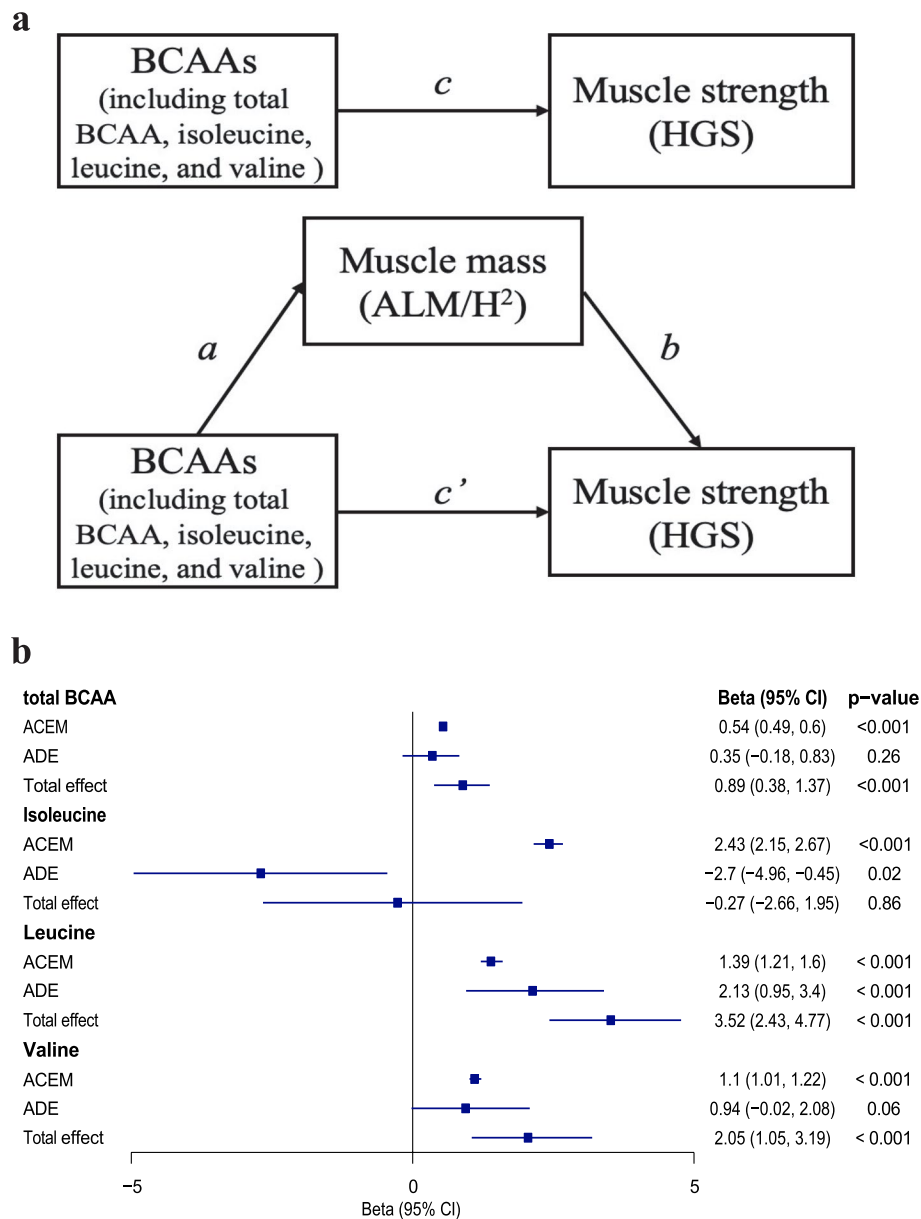 a
BCAAs
(including total
BCAA, isoleucine,
leucine, and valine )
c
Muscle strength
(HGS)
Muscle mass
(ALM/H²)
a
b
BCAAs
(including total
BCAA, isoleucine,
leucine, and valine )
c’
Muscle strength
(HGS)
b
total BCAA Beta (95% CI) p−value
ACEM 0.54 (0.49, 0.6) <0.001
ADE 0.35 (−0.18, 0.83) 0.26
Total effect 0.89 (0.38, 1.37) <0.001
Isoleucine
ACEM 2.43 (2.15, 2.67) <0.001
ADE −2.7 (−4.96, −0.45) 0.02
Total effect −0.27 (−2.66, 1.95) 0.86
Leucine
ACEM 1.39 (1.21, 1.6) < 0.001
ADE 2.13 (0.95, 3.4) < 0.001
Total effect 3.52 (2.43, 4.77) < 0.001
Valine
ACEM 1.1 (1.01, 1.22) < 0.001
ADE 0.94 (−0.02, 2.08) 0.06
Total effect 2.05 (1.05, 3.19) < 0.001
−5 0 5
Beta (95% CI)